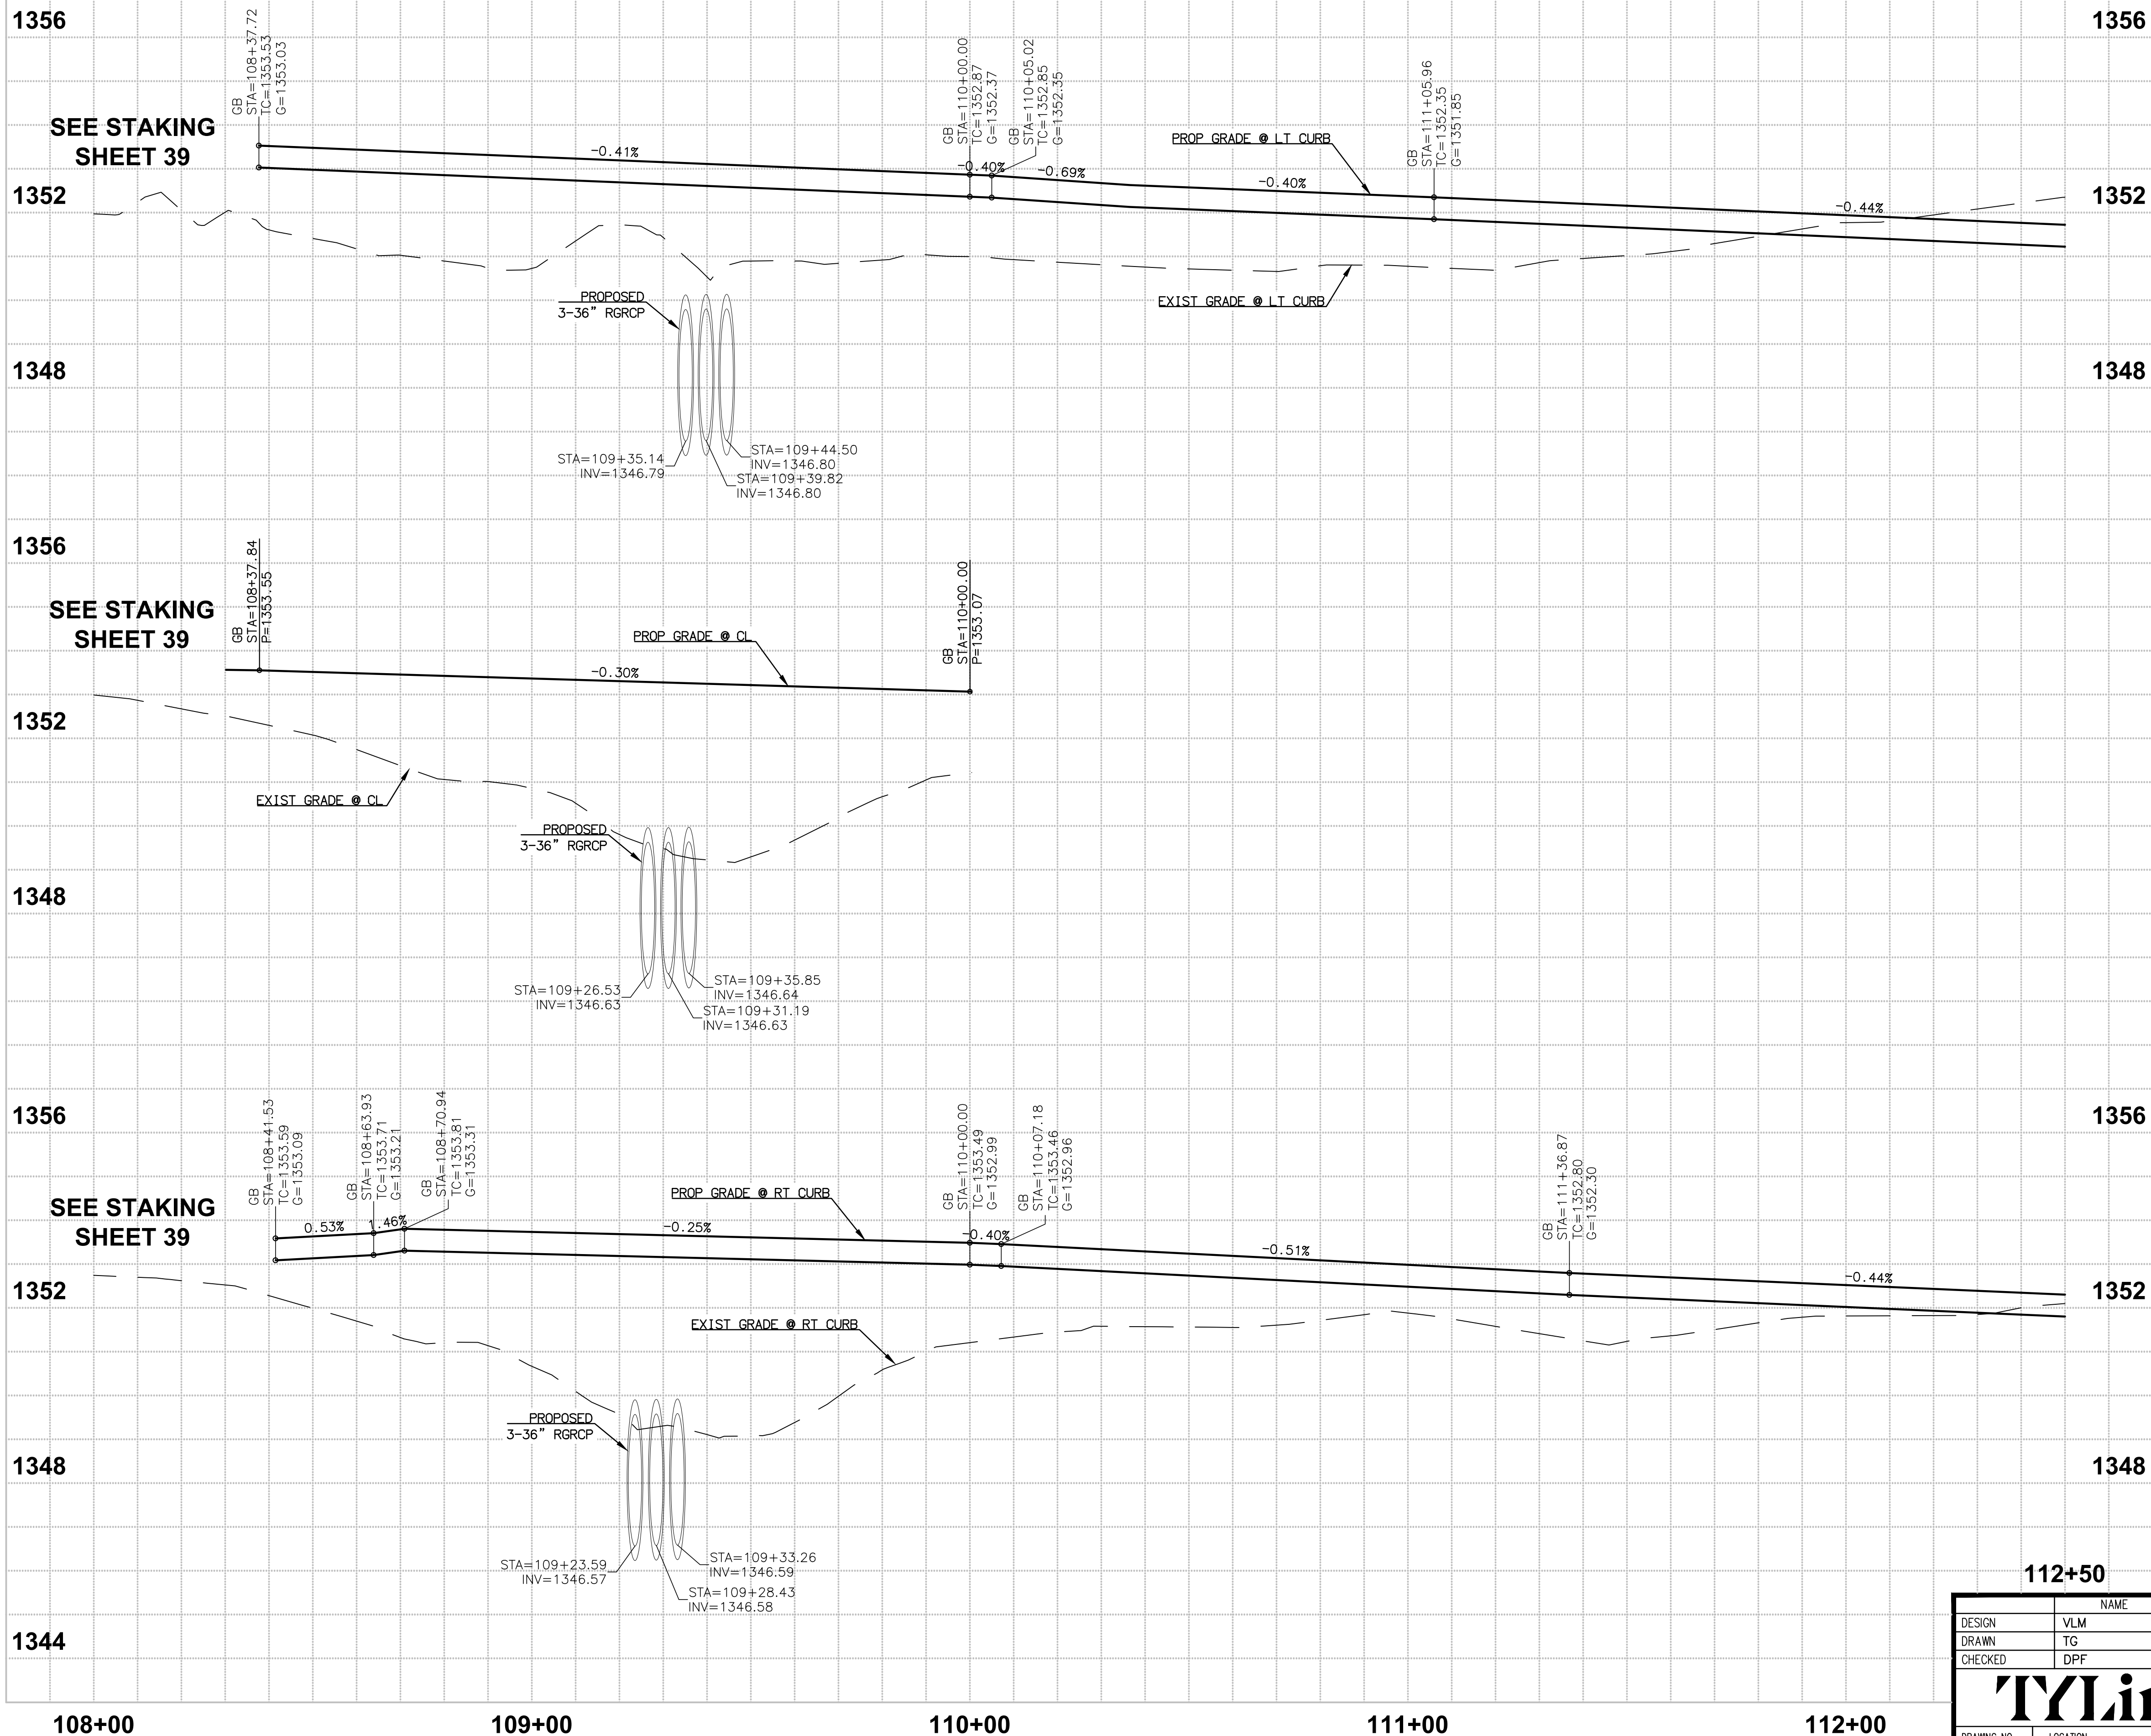 1356
1356
GB
STA=108+37.72
TC=1353.53
G=1353.03
GB
STA=110+00.00
TC=1352.87
G=1352.37
GB
STA=110+05.02
TC=1352.85
G=1352.35
GB
STA=111+05.96
TC=1352.35
G=1351.85
SEE STAKING
SHEET 39
-0.41%
-0.40%
-0.69%
PROP GRADE @ LT CURB
-0.40%
-0.44%
1352
1352
PROPOSED
3-36" RGRCP
EXIST GRADE @ LT CURB
1348
1348
STA=109+35.14
INV=1346.79
STA=109+44.50
INV=1346.80
STA=109+39.82
INV=1346.80
1356
GB
STA=108+37.84
P=1353.55
GB
STA=110+00.00
P=1353.07
SEE STAKING
SHEET 39
PROP GRADE @ CL
-0.30%
1352
EXIST GRADE @ CL
PROPOSED
3-36" RGRCP
1348
STA=109+26.53
INV=1346.63
STA=109+35.85
INV=1346.64
STA=109+31.19
INV=1346.63
1356
1356
GB
STA=108+41.53
TC=1353.59
G=1353.09
GB
STA=108+63.93
TC=1353.71
G=1353.21
GB
STA=108+70.94
TC=1353.81
G=1353.31
GB
STA=110+00.00
TC=1353.49
G=1352.99
GB
STA=110+07.18
TC=1353.46
G=1352.96
GB
STA=111+36.87
TC=1352.80
G=1352.30
SEE STAKING
SHEET 39
PROP GRADE @ RT CURB
0.53%
1.46%
-0.25%
-0.40%
-0.51%
-0.44%
1352
1352
EXIST GRADE @ RT CURB
PROPOSED
3-36" RGRCP
1348
1348
STA=109+23.59
INV=1346.57
STA=109+33.26
INV=1346.59
STA=109+28.43
INV=1346.58
112+50
NAME
DESIGN VLM
DRAWN TG
CHECKED DPF
1344
TYLin
DRAWING NO LOCATION
108+00
109+00
110+00
111+00
112+00